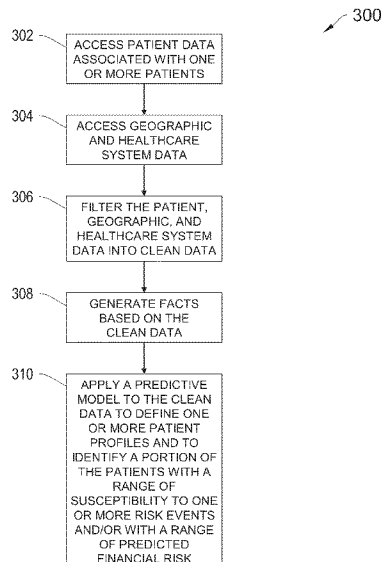 300
302
ACCESS PATIENT DATA
ASSOCIATED WITH ONE
OR MORE PATIENTS
304
ACCESS GEOGRAPHIC
AND HEALTHCARE
SYSTEM DATA
306
FILTER THE PATIENT,
GEOGRAPHIC, AND
HEALTHCARE SYSTEM
DATA INTO CLEAN DATA
308
GENERATE FACTS
BASED ON THE
CLEAN DATA
310
APPLY A PREDICTIVE
MODEL TO THE CLEAN
DATA TO DEFINE ONE
OR MORE PATIENT
PROFILES AND TO
IDENTIFY A PORTION OF
THE PATIENTS WITH A
RANGE OF
SUSCEPTIBILITY TO ONE
OR MORE RISK EVENTS
AND/OR WITH A RANGE
OF PREDICTED
FINANCIAL RISK